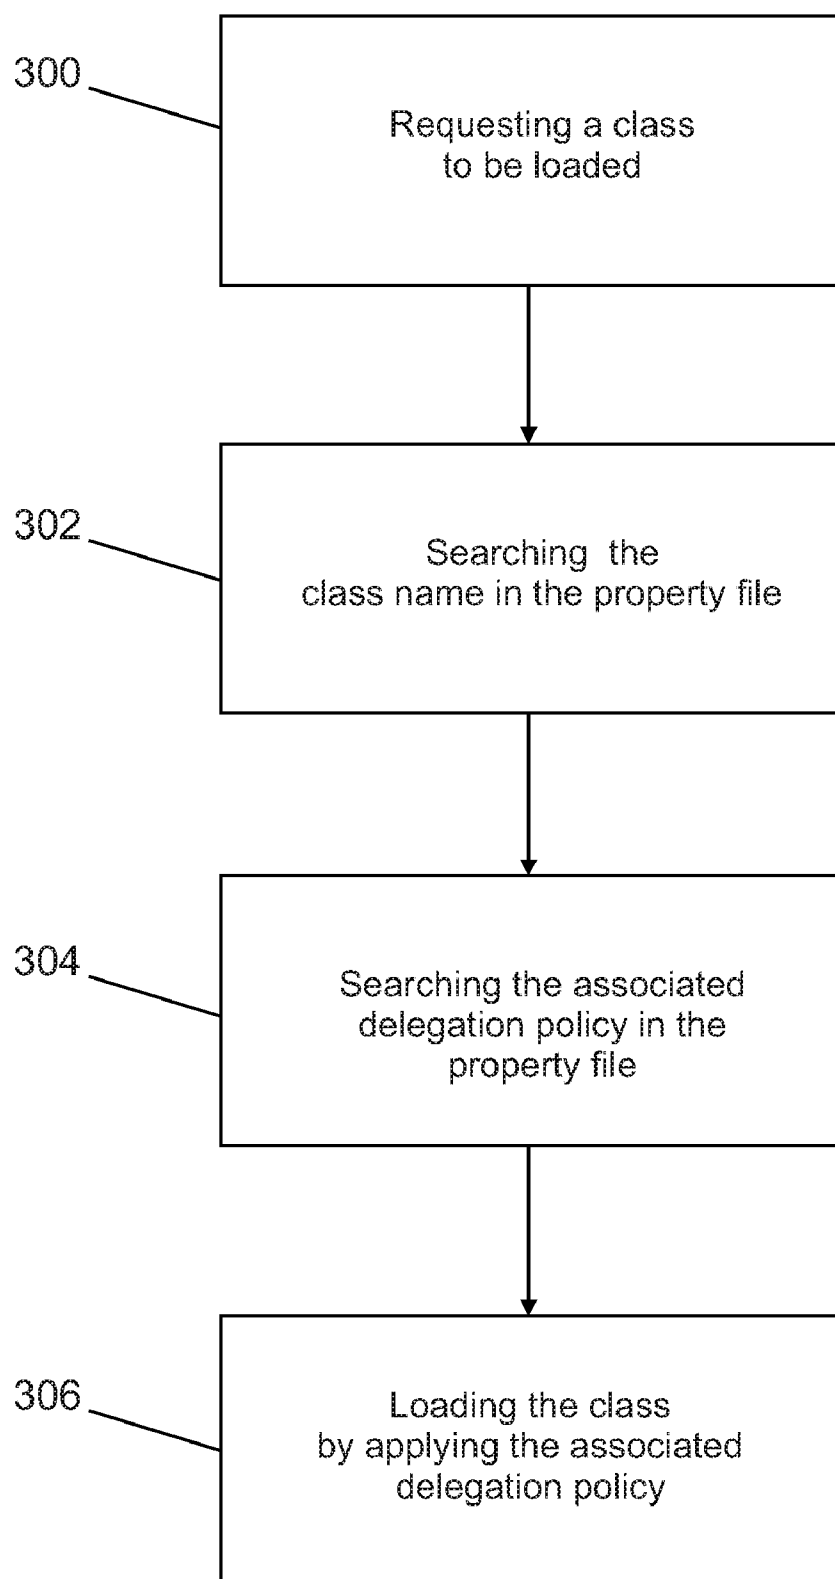 300
Requesting a class
to be loaded
302
Searching the
class name in the property file
304
Searching the associated
delegation policy in the
property file
306
Loading the class
by applying the associated
delegation policy